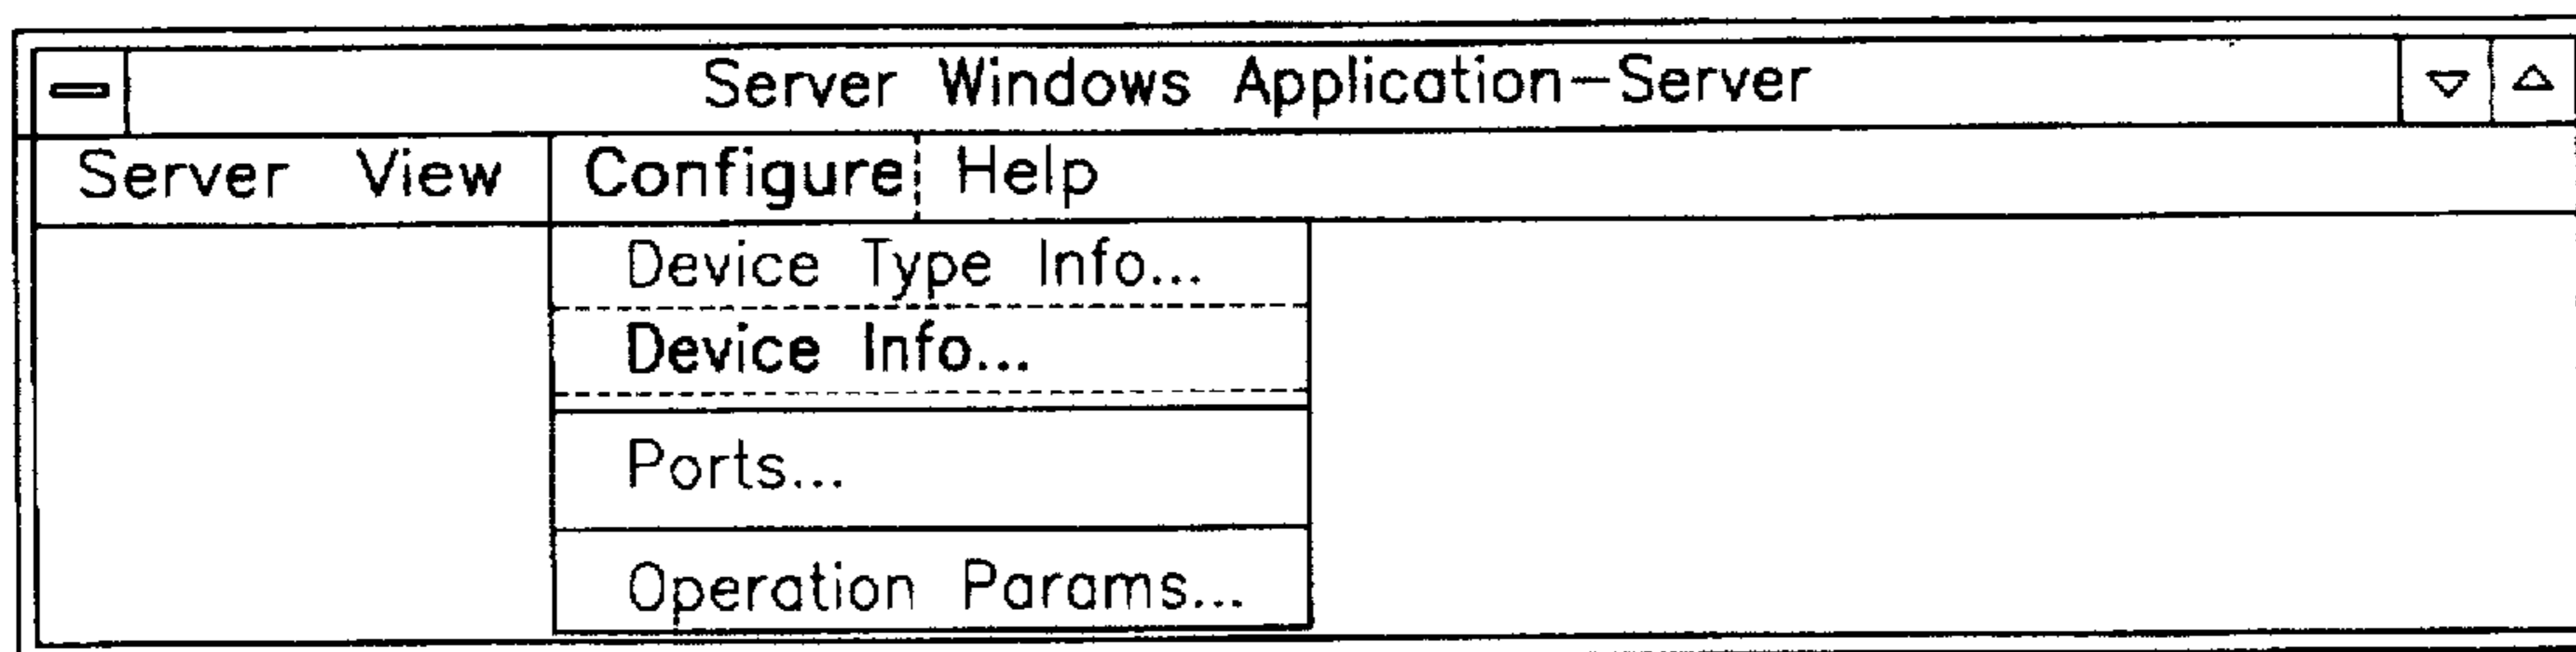 Server Windows Application-Server
Server View Configure Help
Device Type Info...
Device Info...
Ports...
Operation Params...